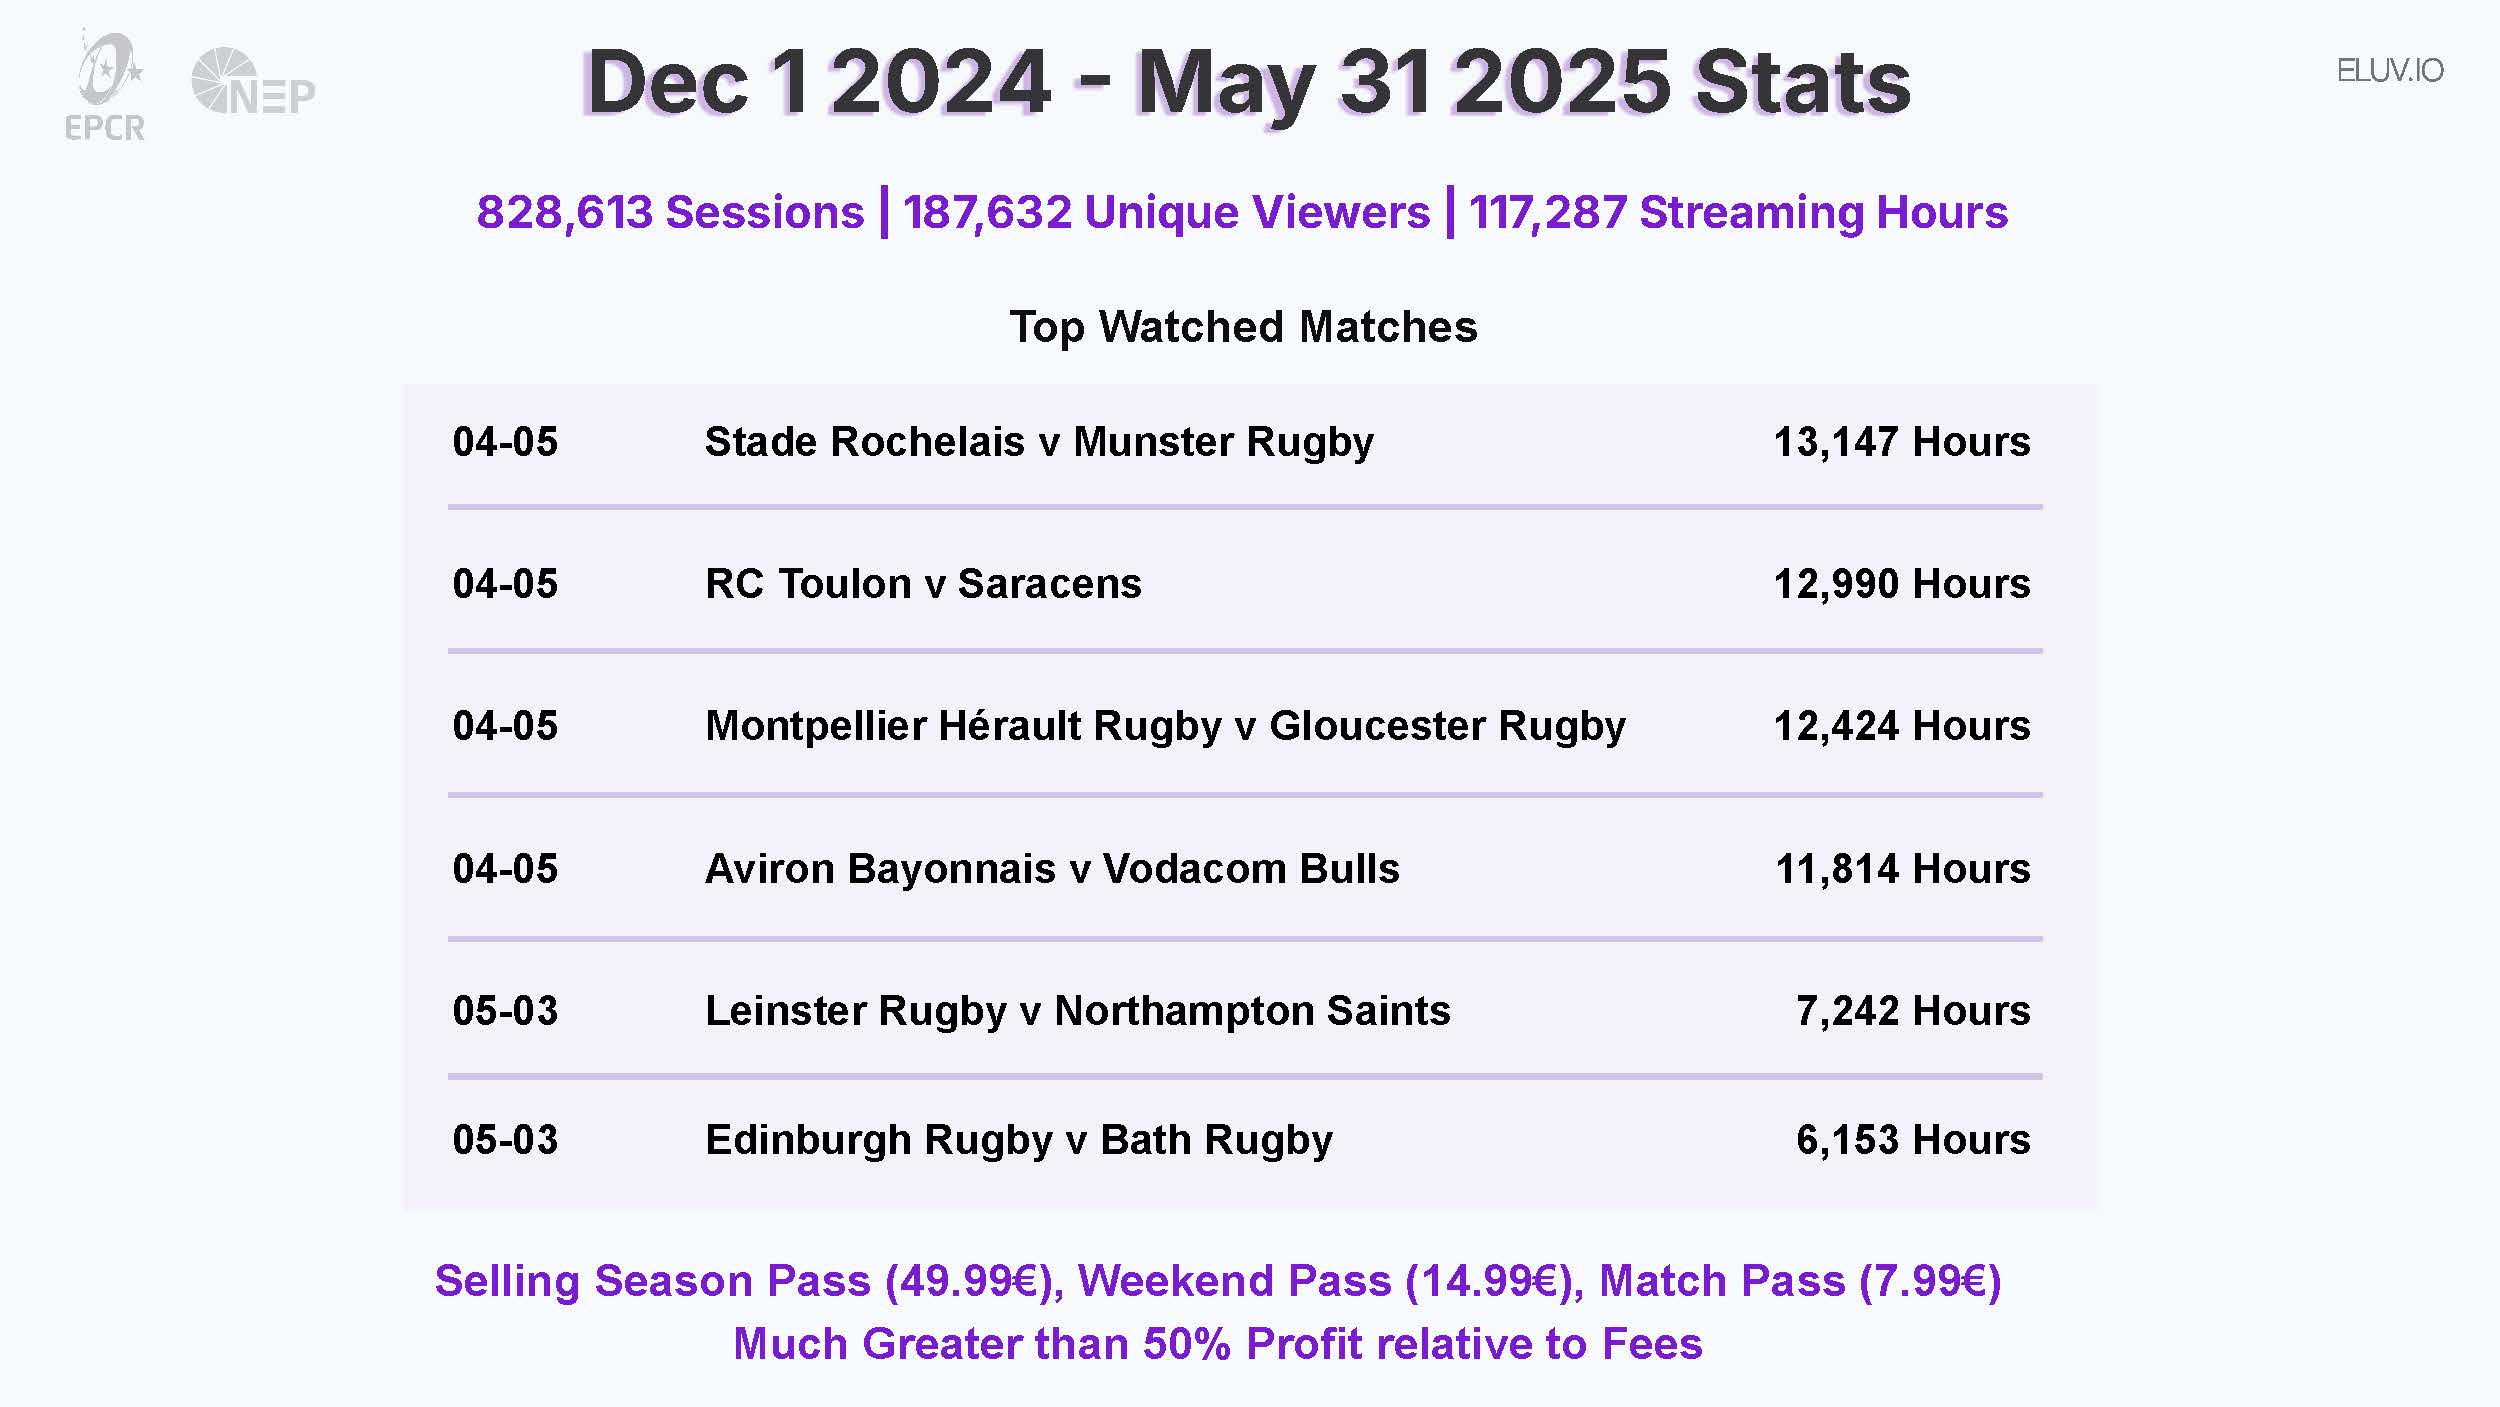 EPCR
NEP
Dec 1 2024 - May 31 2025 Stats
ELUV.IO
828,613 Sessions | 187,632 Unique Viewers | 117,287 Streaming Hours
Top Watched Matches
04-05 Stade Rochelais v Munster Rugby 13,147 Hours
04-05 RC Toulon v Saracens 12,990 Hours
04-05 Montpellier Hérault Rugby v Gloucester Rugby 12,424 Hours
04-05 Aviron Bayonnais v Vodacom Bulls 11,814 Hours
05-03 Leinster Rugby v Northampton Saints 7,242 Hours
05-03 Edinburgh Rugby v Bath Rugby 6,153 Hours
Selling Season Pass (49.99€), Weekend Pass (14.99€), Match Pass (7.99€)
Much Greater than 50% Profit relative to Fees